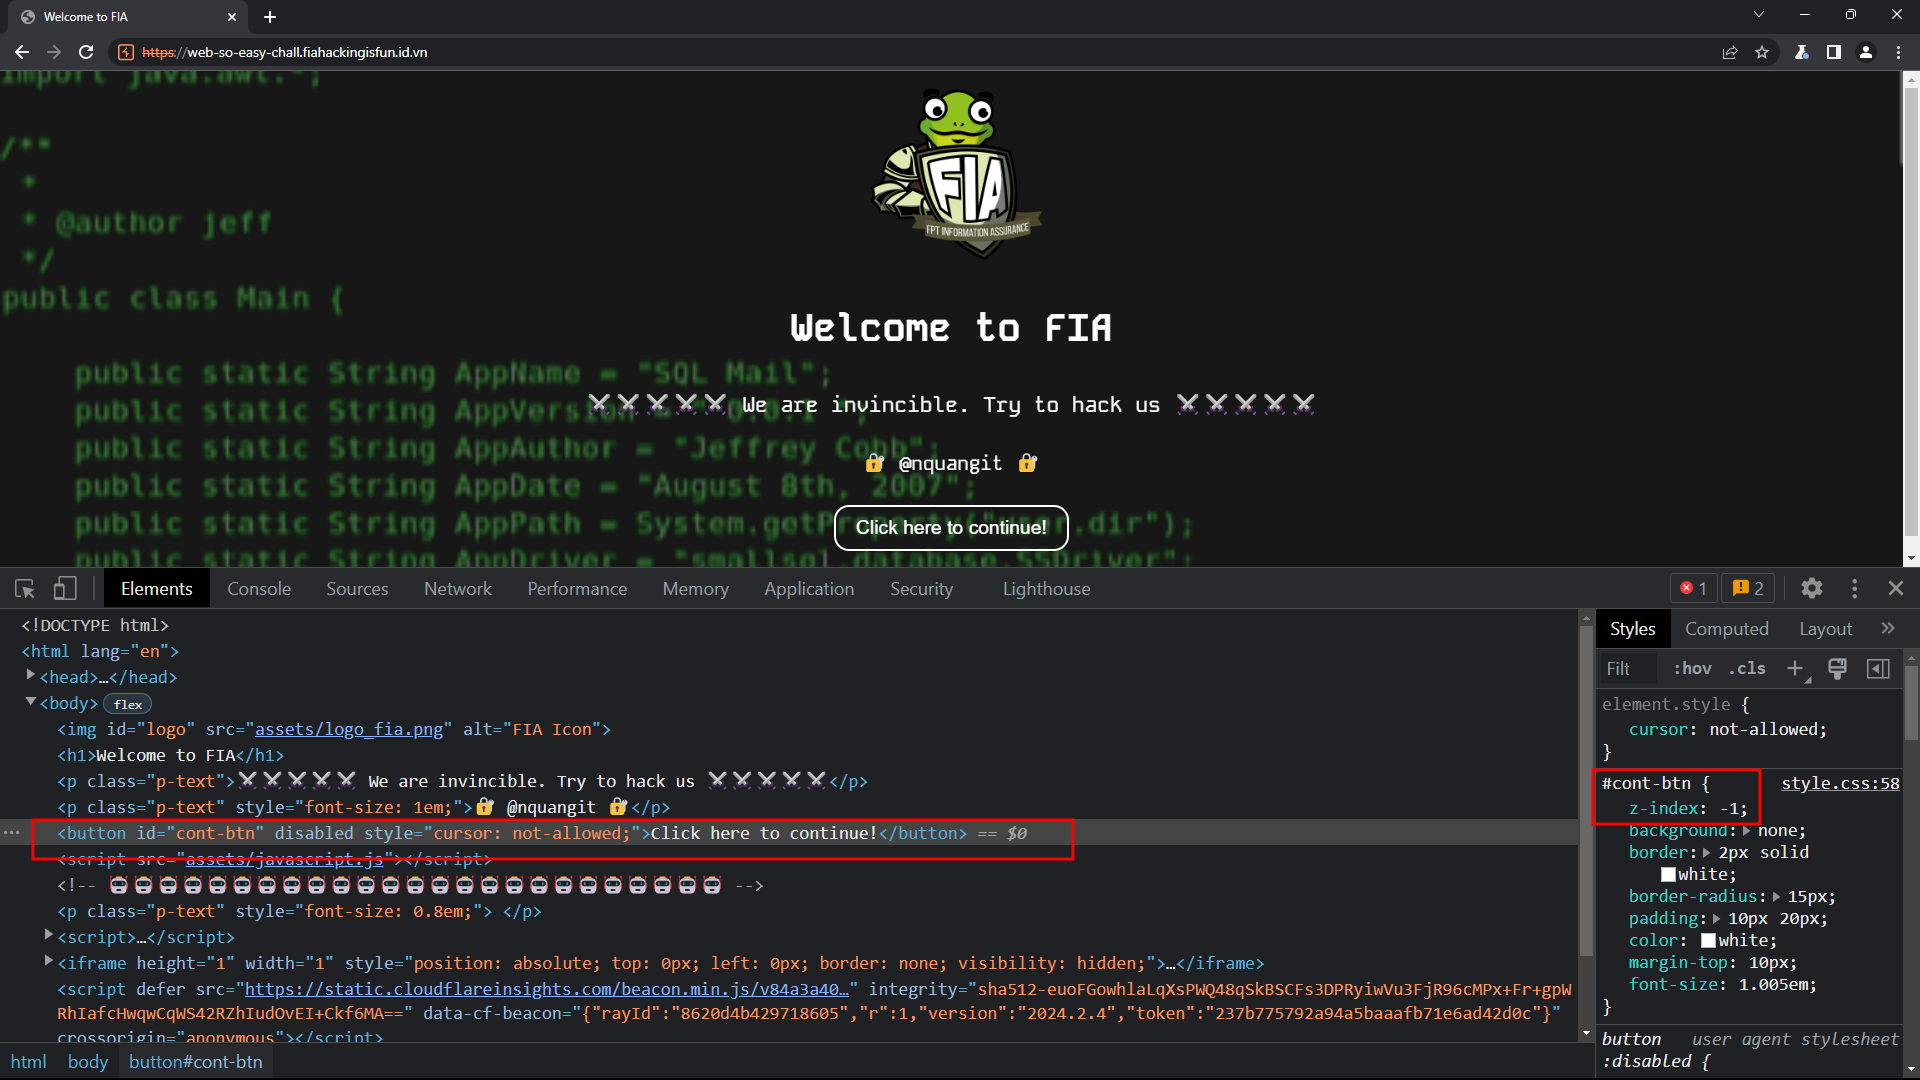 Welcome to FIA
https://web-so-easy-chall.fiahackingisfun.id.vn
import java.awt.*;
/**
*
* @author jeff
*/
public class Main {
public static String AppName = "SQL Mail";
public static String AppVersion =
public static String AppAuthor = "Jeffrey Cobb";
public static String AppDate = "August 8th, 2007";
public static String AppPath = System.getProperty("user.dir");
public static String AppDriver = "smallsql.database.SSDriver";
FIA
FPT INFORMATION ASSURANCE
Welcome to FIA
⚔⚔⚔⚔⚔ We are invincible. Try to hack us ⚔⚔⚔⚔⚔
🔐 @nquangit 🔐
Click here to continue!
Elements Console Sources Network Performance Memory Application Security Lighthouse 1 2
<!DOCTYPE html>
<html lang="en">
<head>…</head>
<body> flex
<img id="logo" src="assets/logo_fia.png" alt="FIA Icon">
<h1>Welcome to FIA</h1>
<p class="p-text">⚔⚔⚔⚔⚔ We are invincible. Try to hack us ⚔⚔⚔⚔⚔</p>
<p class="p-text" style="font-size: 1em;">🔐 @nquangit 🔐</p>
<button id="cont-btn" disabled style="cursor: not-allowed;">Click here to continue!</button> == $0
<script src="assets/javascript.js"></script>
<!-- 🤖🤖🤖🤖🤖🤖🤖🤖🤖🤖🤖🤖🤖🤖🤖🤖🤖🤖🤖🤖🤖🤖🤖🤖🤖 -->
<p class="p-text" style="font-size: 0.8em;"> </p>
<script>…</script>
<iframe height="1" width="1" style="position: absolute; top: 0px; left: 0px; border: none; visibility: hidden;">…</iframe>
<script defer src="https://static.cloudflareinsights.com/beacon.min.js/v84a3a40…" integrity="sha512-euoFGowhlaLqXsPWQ48qSkBSCFs3DPRyiwVu3FjR96cMPx+Fr+gpW
RhIafcHwqwCqWS42RZhIudOvEI+Ckf6MA==" data-cf-beacon="{"rayId":"8620d4b429718605","r":1,"version":"2024.2.4","token":"237b775792a94a5baaafb71e6ad42d0c"}"
crossorigin="anonymous"></script>
html body button#cont-btn
Styles Computed Layout »
Filt :hov .cls
element.style {
cursor: not-allowed;
}
#cont-btn { style.css:58
z-index: -1;
background: none;
border: 2px solid
white;
border-radius: 15px;
padding: 10px 20px;
color: white;
margin-top: 10px;
font-size: 1.005em;
}
button user agent stylesheet
:disabled {